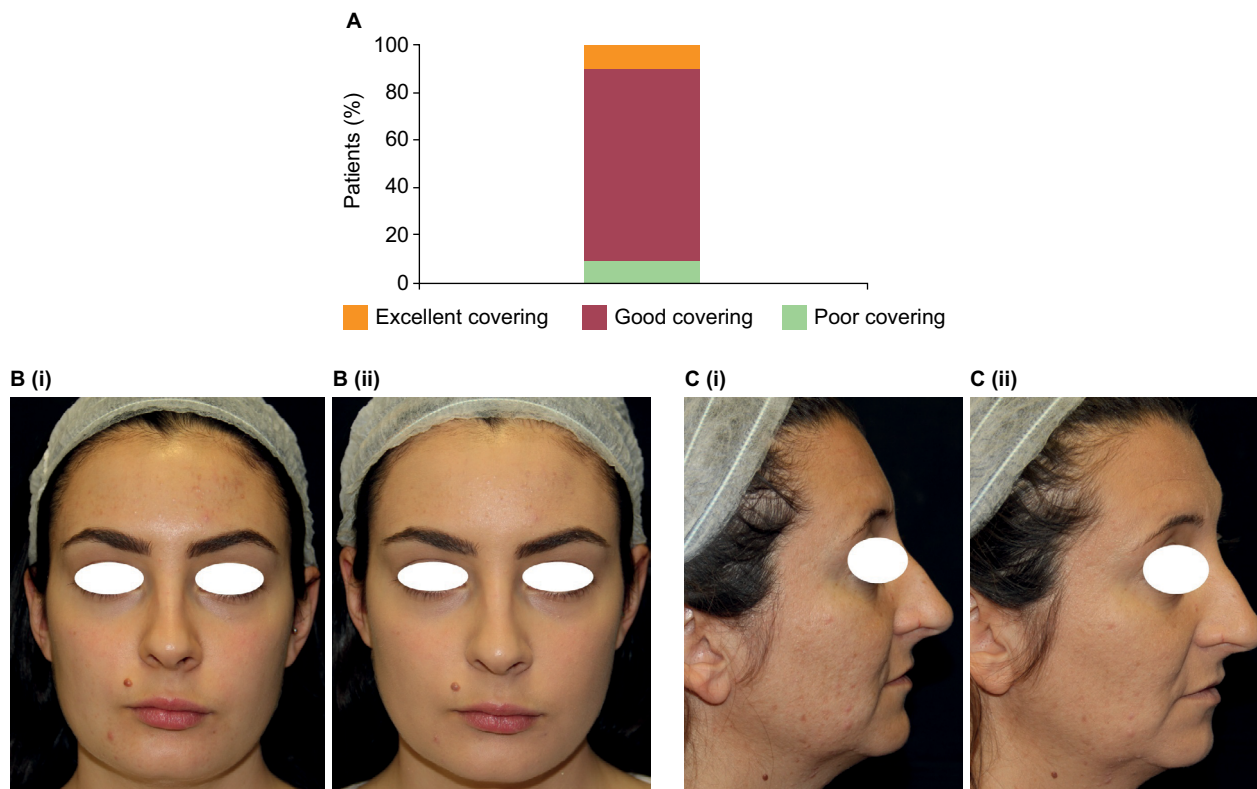 A
100
80
60
40
20
0
Patients (%)
Excellent covering Good covering Poor covering
B (i) B (ii) C (i) C (ii)